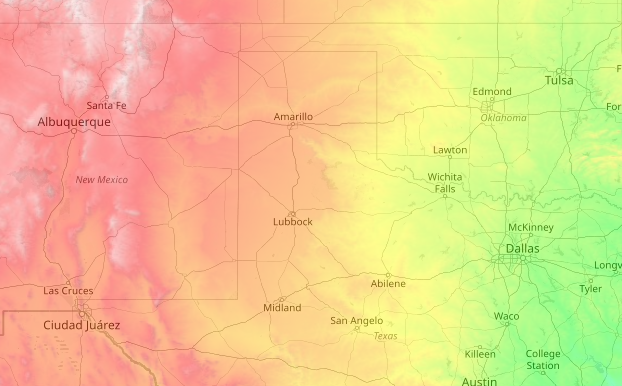 Tulsa
F
Edmond
Santa Fe
For
Amarillo
Albuquerque
Oklahoma
Lawton
New Mexico
Wichita
Falls
Lubbock
McKinney
Dallas
Longv
Abilene
Tyler
Las Cruces
Midland
Ciudad Juárez
San Angelo
Waco
Texas
Killeen
College
Station
Austin